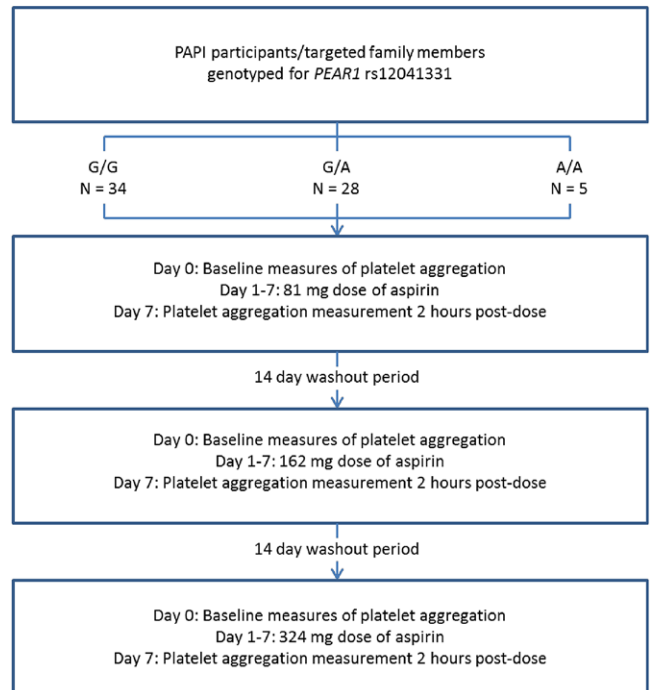 PAPI participants/targeted family members
genotyped for PEAR1 rs12041331
G/G
N = 34
G/A
N = 28
A/A
N = 5
Day 0: Baseline measures of platelet aggregation
Day 1-7: 81 mg dose of aspirin
Day 7: Platelet aggregation measurement 2 hours post-dose
14 day washout period
Day 0: Baseline measures of platelet aggregation
Day 1-7: 162 mg dose of aspirin
Day 7: Platelet aggregation measurement 2 hours post-dose
14 day washout period
Day 0: Baseline measures of platelet aggregation
Day 1-7: 324 mg dose of aspirin
Day 7: Platelet aggregation measurement 2 hours post-dose